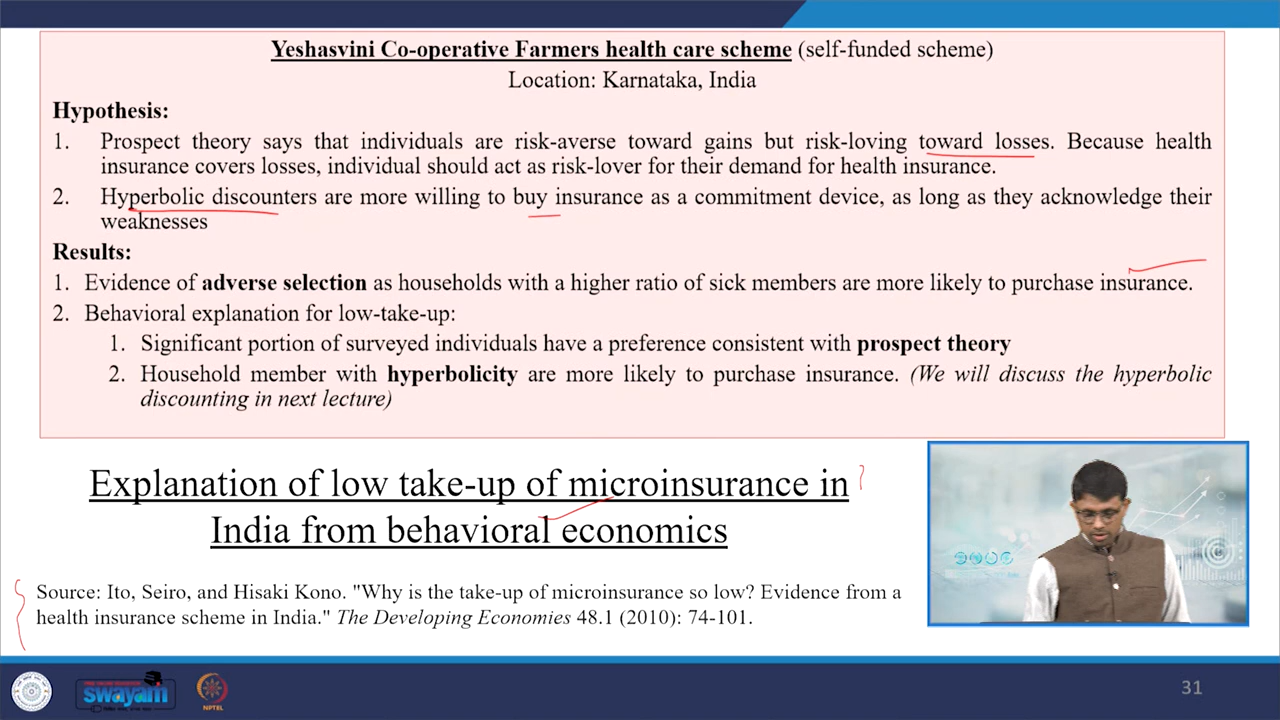 Yeshasvini Co-operative Farmers health care scheme (self-funded scheme)
Location: Karnataka, India
Hypothesis:
1. Prospect theory says that individuals are risk-averse toward gains but risk-loving toward losses. Because health
insurance covers losses, individual should act as risk-lover for their demand for health insurance.
2. Hyperbolic discounters are more willing to buy insurance as a commitment device, as long as they acknowledge their
weaknesses
Results:
1. Evidence of adverse selection as households with a higher ratio of sick members are more likely to purchase insurance.
2. Behavioral explanation for low-take-up:
1. Significant portion of surveyed individuals have a preference consistent with prospect theory
2. Household member with hyperbolicity are more likely to purchase insurance. (We will discuss the hyperbolic
discounting in next lecture)
Explanation of low take-up of microinsurance in
India from behavioral economics
Source: Ito, Seiro, and Hisaki Kono. "Why is the take-up of microinsurance so low? Evidence from a
health insurance scheme in India." The Developing Economies 48.1 (2010): 74-101.
swayam
NPTEL
31